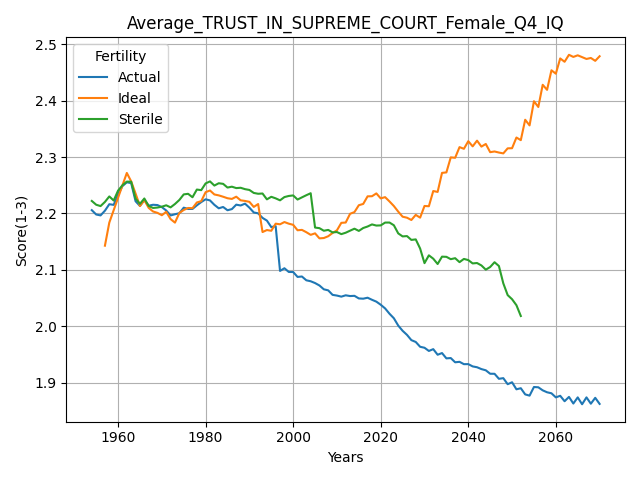 Average_TRUST_IN_SUPREME_COURT_Female_Q4_IQ
Fertility
Actual
Ideal
Sterile
Score(1-3)
2.5
2.4
2.3
2.2
2.1
2.0
1.9
1960 1980 2000 2020 2040 2060
Years